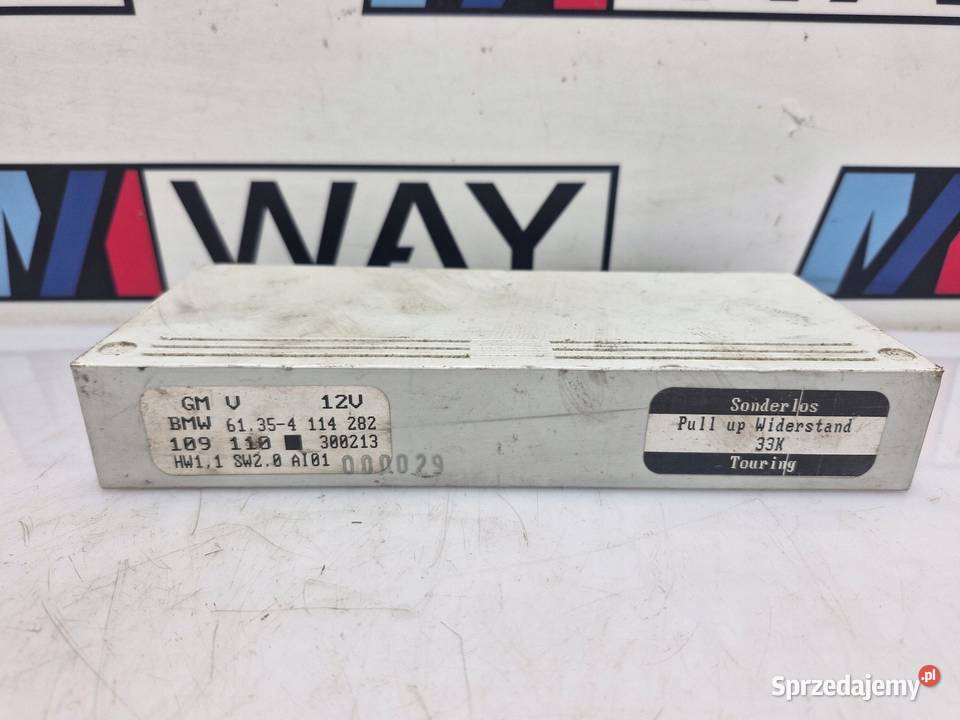 WAY
GM V 12V
BMW 61.35-4 114 282
109 110 300213
HW1,1 SW2.0 AI01 000029
Sonderlos
Pull up Widerstand
33K
Touring
Sprzedajemy.pl